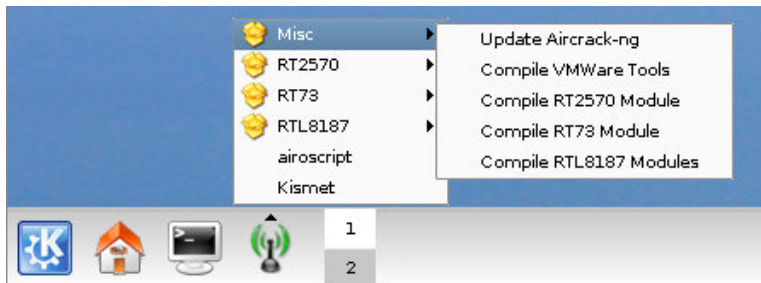 Misc
RT2570
RT73
RTL8187
airoscript
Kismet
Update Aircrack-ng
Compile VMWare Tools
Compile RT2570 Module
Compile RT73 Module
Compile RTL8187 Modules
1
2